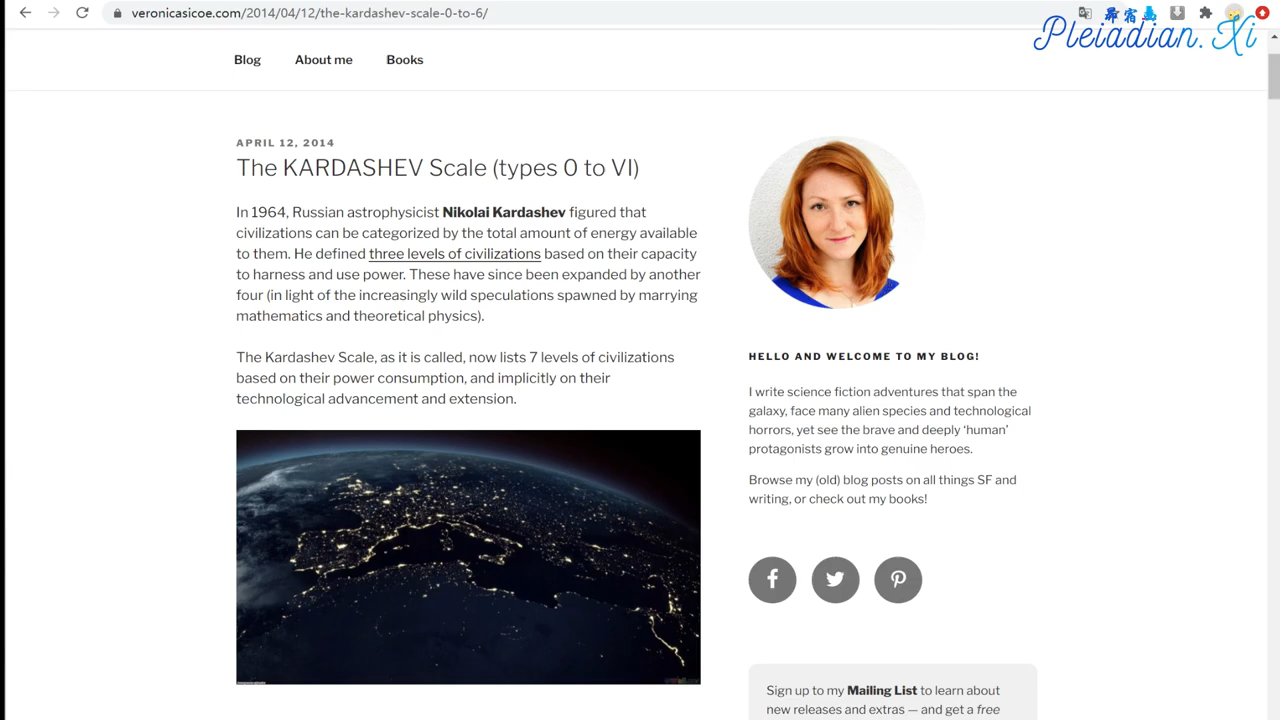 veronicasicoe.com/2014/04/12/the-kardashev-scale-0-to-6/
昴宿
Pleiadian. Xi
Blog
About me
Books
APRIL 12, 2014
The KARDASHEV Scale (types 0 to VI)
In 1964, Russian astrophysicist Nikolai Kardashev figured that
civilizations can be categorized by the total amount of energy available
to them. He defined three levels of civilizations based on their capacity
to harness and use power. These have since been expanded by another
four (in light of the increasingly wild speculations spawned by marrying
mathematics and theoretical physics).
The Kardashev Scale, as it is called, now lists 7 levels of civilizations
based on their power consumption, and implicitly on their
technological advancement and extension.
HELLO AND WELCOME TO MY BLOG!
I write science fiction adventures that span the
galaxy, face many alien species and technological
horrors, yet see the brave and deeply ‘human’
protagonists grow into genuine heroes.
Browse my (old) blog posts on all things SF and
writing, or check out my books!
Sign up to my Mailing List to learn about
new releases and extras — and get a free